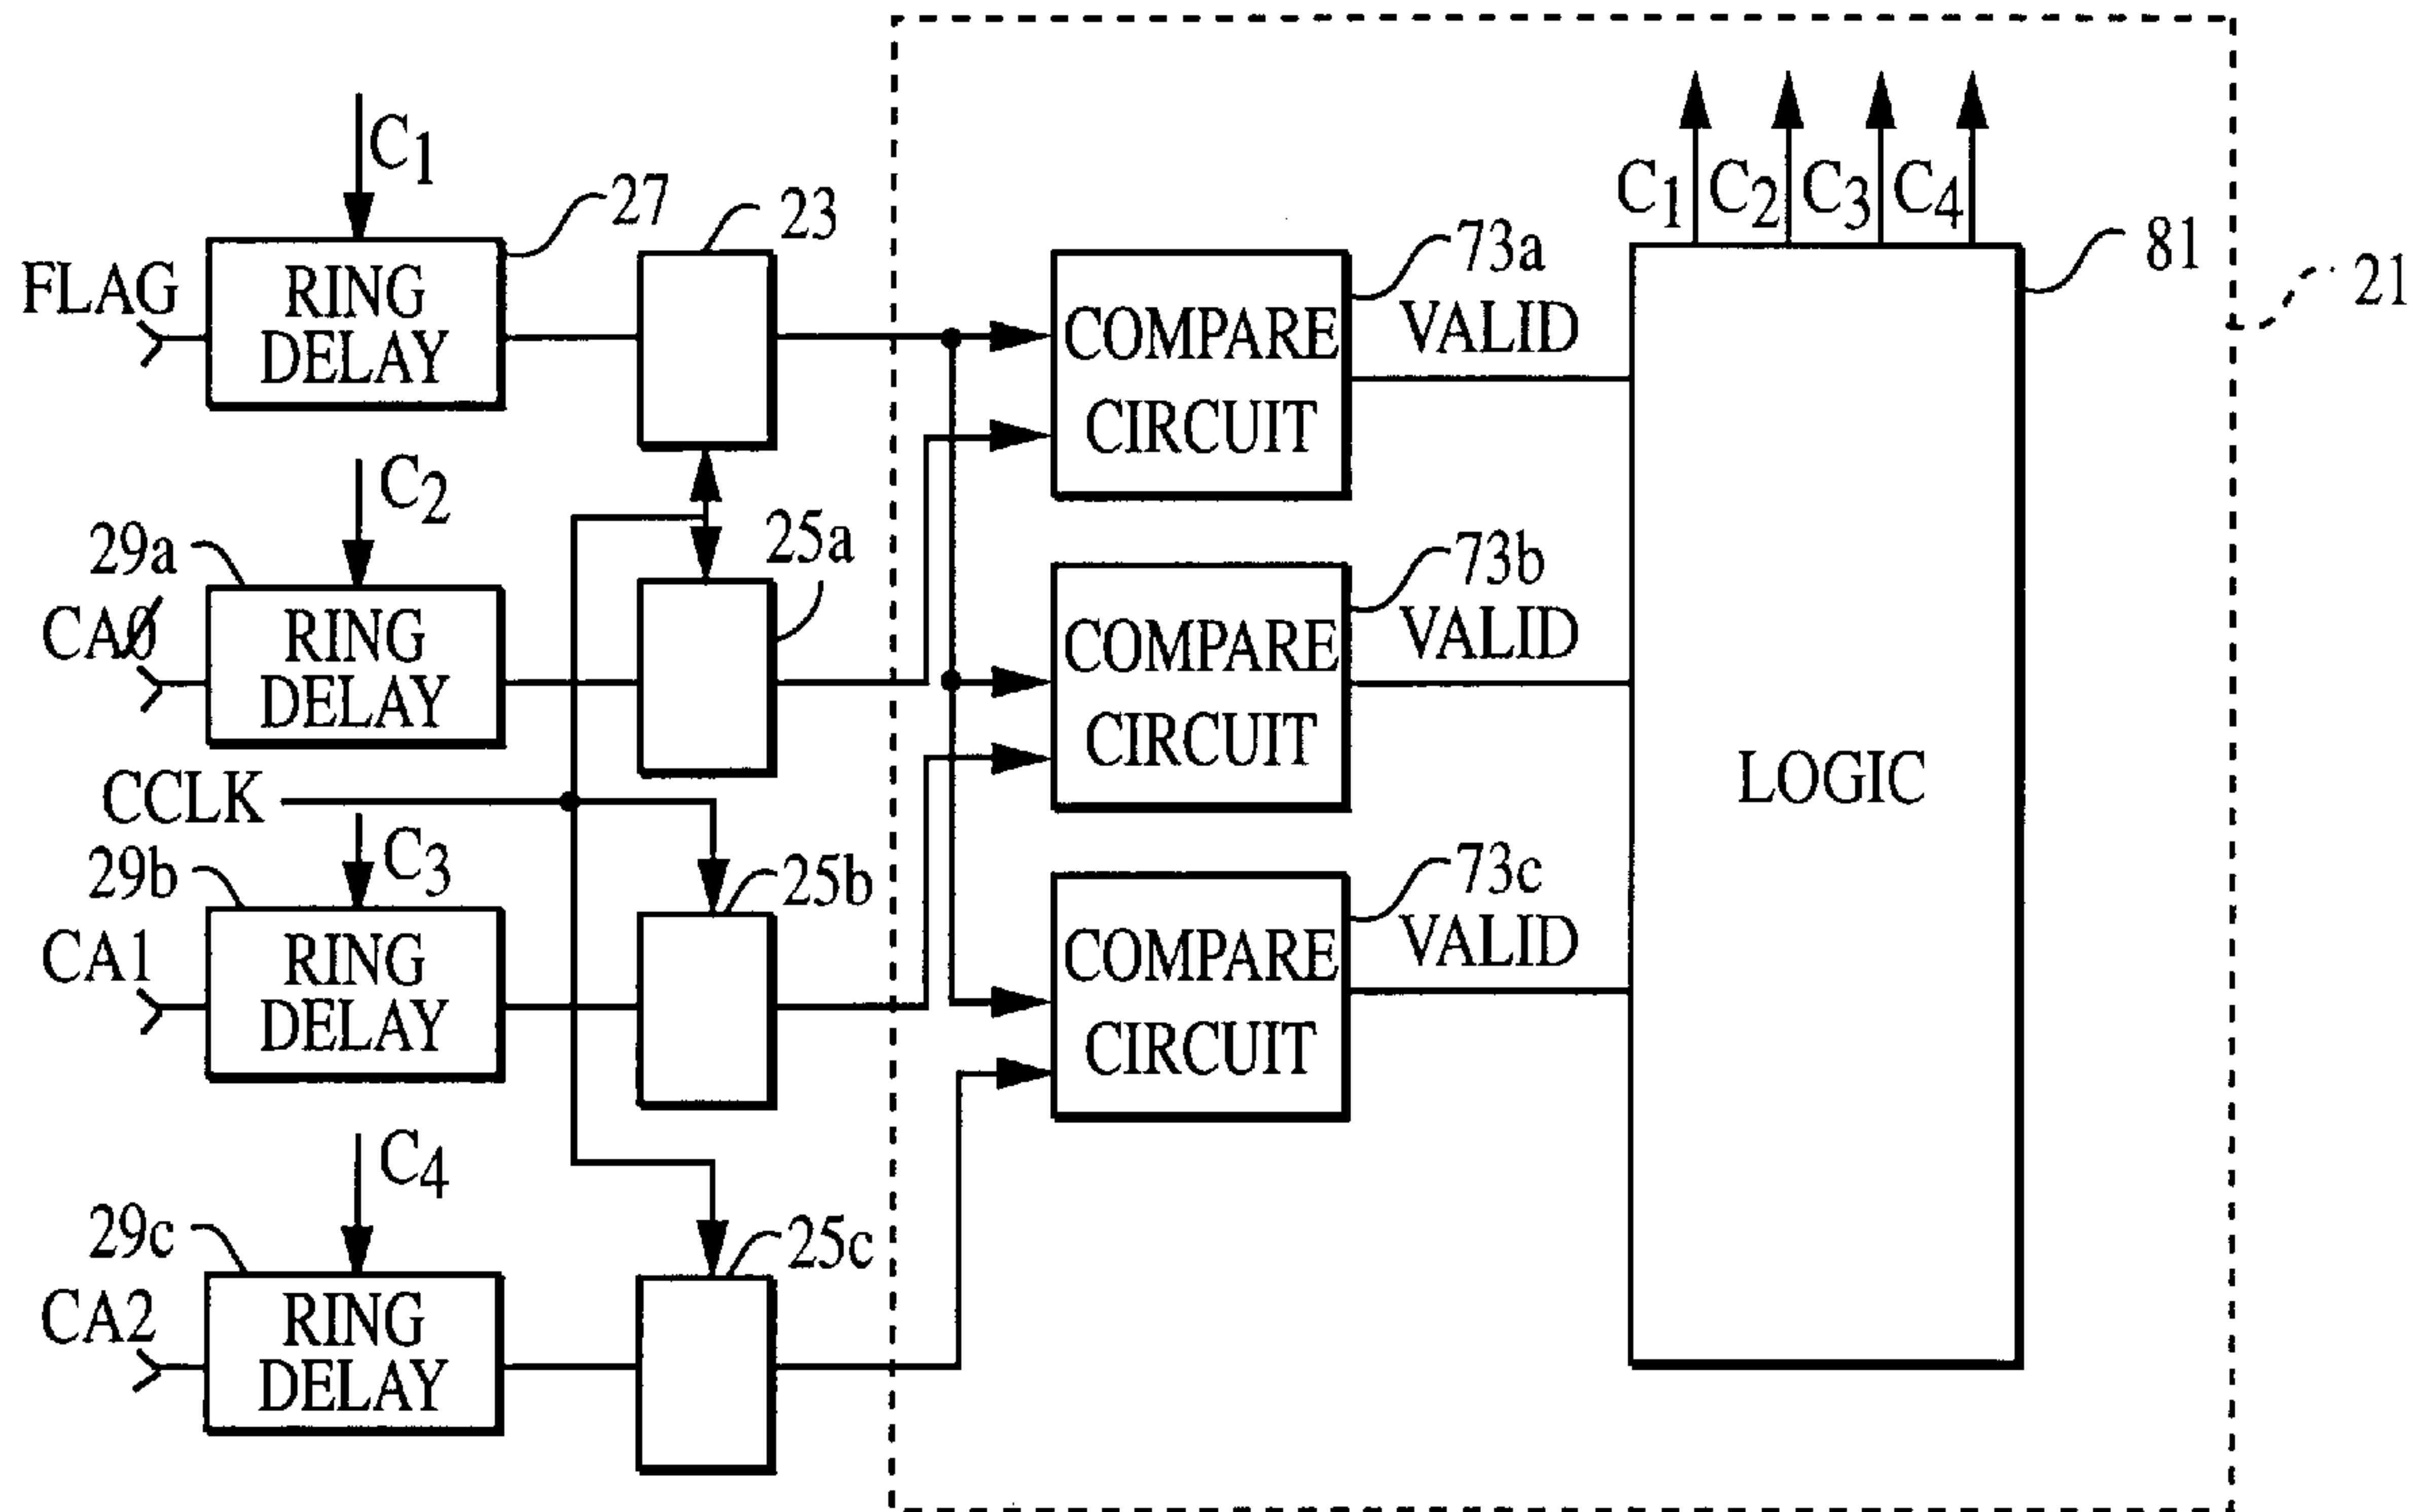 C1
27
23
FLAG
RING
DELAY
C2
29a
25a
CA0
RING
DELAY
CCLK
C3
29b
25b
CA1
RING
DELAY
C4
29c
25c
CA2
RING
DELAY
73a
COMPARE
CIRCUIT
VALID
73b
COMPARE
CIRCUIT
VALID
73c
COMPARE
CIRCUIT
VALID
C1 C2 C3 C4
81
21
LOGIC